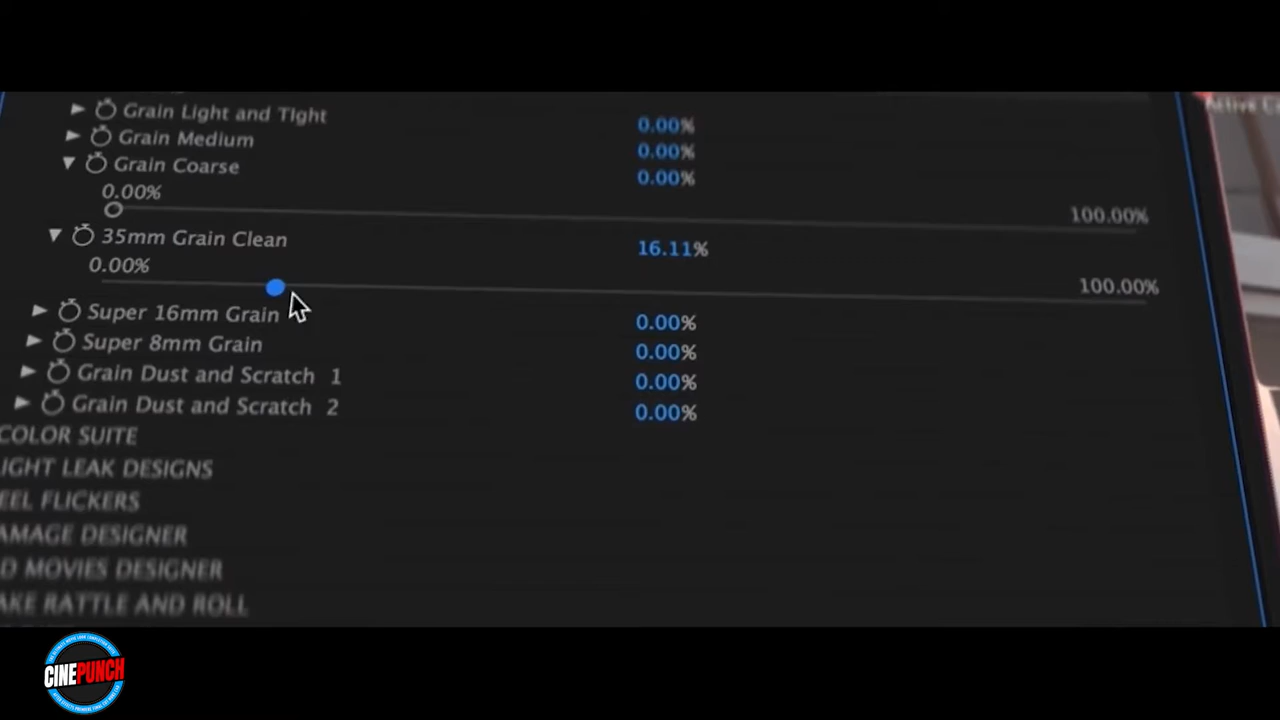 Grain Light and TIght 0.00%
Grain Medium 0.00%
Grain Coarse 0.00%
0.00% 100.00%
35mm Grain Clean 16.11%
0.00% 100.00%
Super 16mm Grain 0.00%
Super 8mm Grain 0.00%
Grain Dust and Scratch 1 0.00%
Grain Dust and Scratch 2 0.00%
COLOR SUITE
IGHT LEAK DESIGNS
EEL FLICKERS
AMAGE DESIGNER
D MOVIES DESIGNER
AKE RATTLE AND ROLL
CINEPUNCH